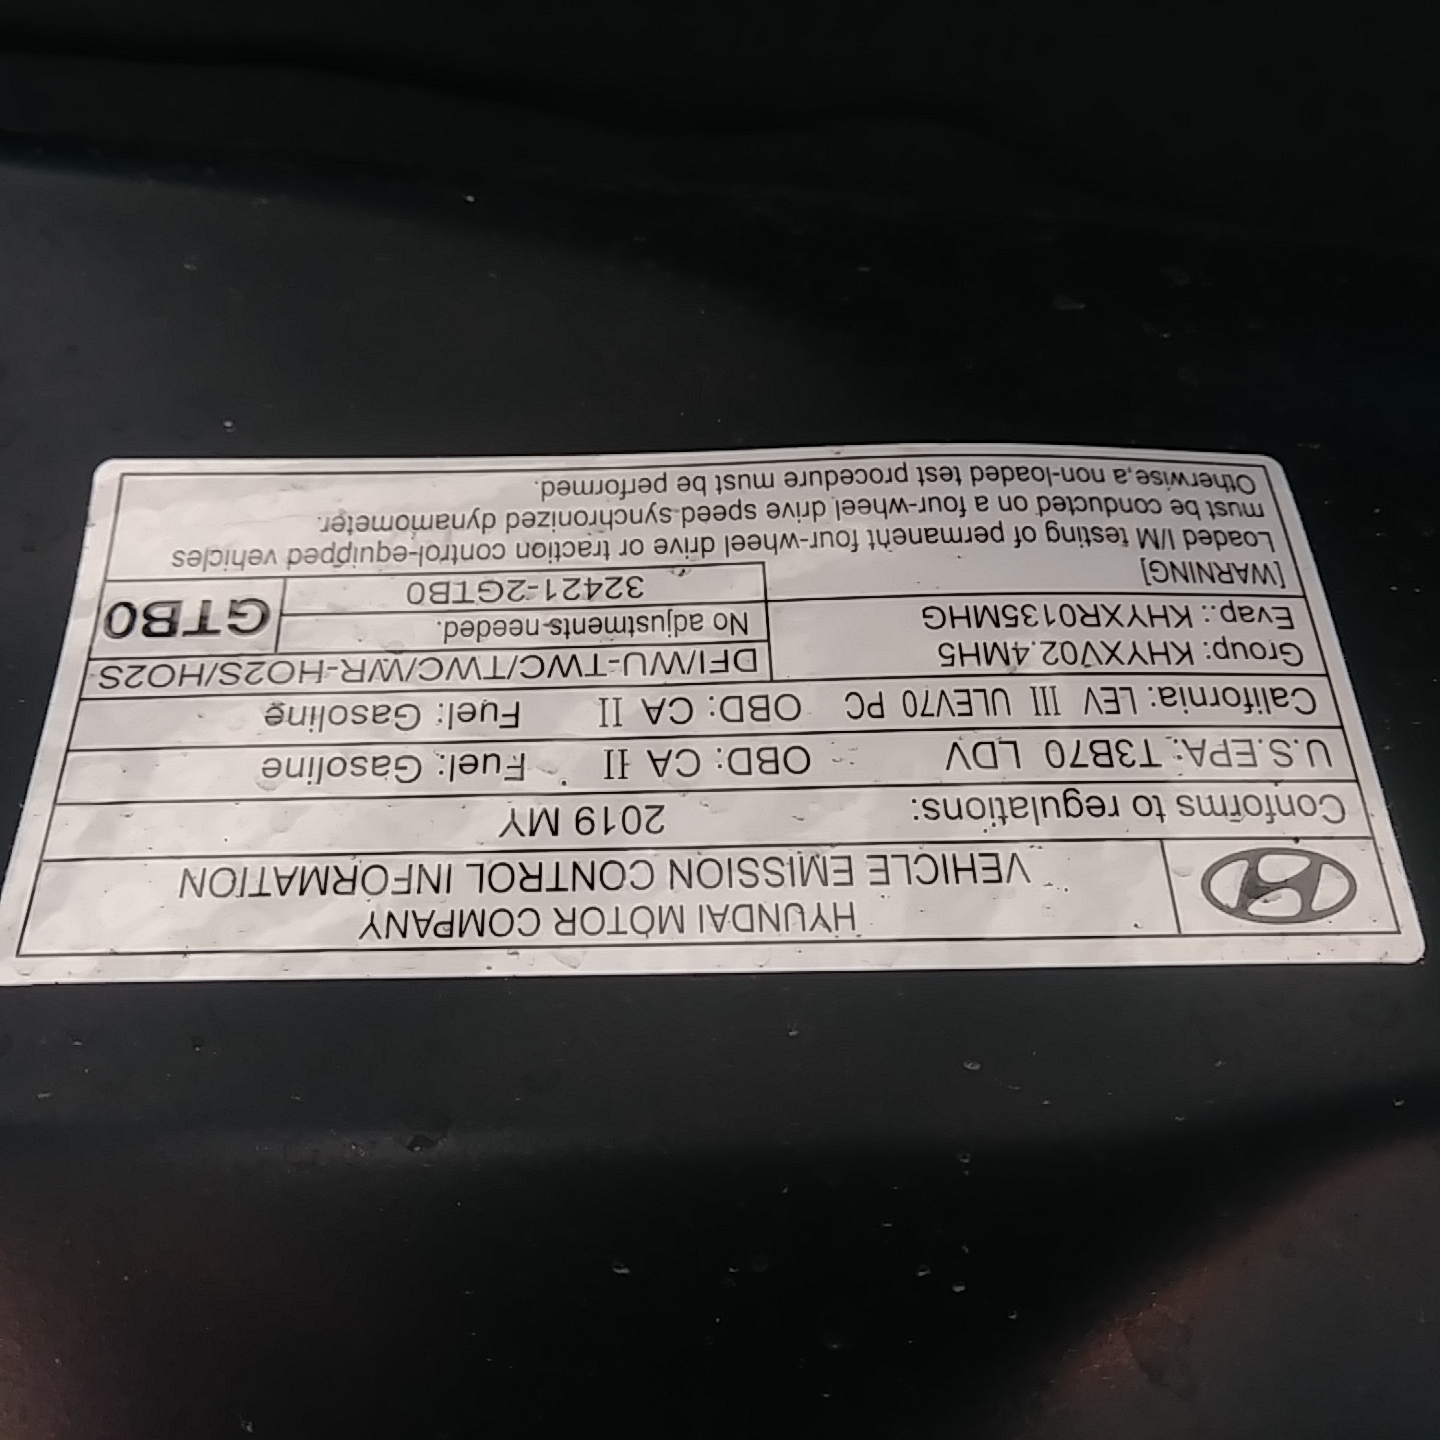 HYUNDAI MOTOR COMPANY
VEHICLE EMISSION CONTROL INFORMATION
Conforms to regulations: 2019 MY
U.S.EPA: T3B70 LDV OBD: CA II Fuel: Gasoline
California: LEV III ULEV70 PC OBD: CA II Fuel: Gasoline
Group: KHYXV02.4MH5
Evap.: KHYXR0135MHG
DFI/WU-TWC/TWC/WR-HO2S/HO2S
No adjustments needed.
32421-2GTB0
GTB0
[WARNING]
Loaded I/M testing of permanent four-wheel drive or traction control-equipped vehicles
must be conducted on a four-wheel drive speed-synchronized dynamometer.
Otherwise,a non-loaded test procedure must be performed.